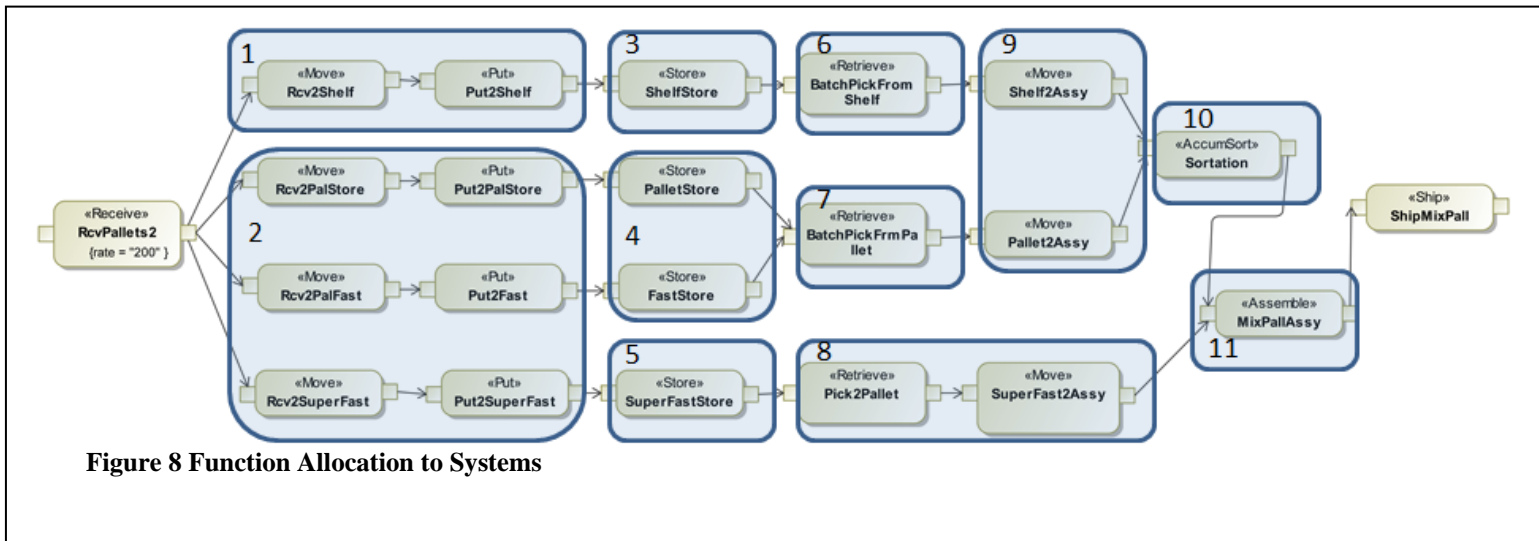 1
«Move»
Rcv2Shelf
«Put»
Put2Shelf
3
«Store»
ShelfStore
6
«Retrieve»
BatchPickFrom
Shelf
9
«Move»
Shelf2Assy
10
«AccumSort»
Sortation
«Receive»
RcvPallets2
{rate = "200" }
2
«Move»
Rcv2PalStore
«Put»
Put2PalStore
«Store»
PalletStore
4
7
«Retrieve»
BatchPickFrmPa
llet
«Move»
Pallet2Assy
«Ship»
ShipMixPall
«Move»
Rcv2PalFast
«Put»
Put2Fast
«Store»
FastStore
«Assemble»
MixPallAssy
11
«Move»
Rcv2SuperFast
«Put»
Put2SuperFast
5
«Store»
SuperFastStore
8
«Retrieve»
Pick2Pallet
«Move»
SuperFast2Assy
Figure 8 Function Allocation to Systems